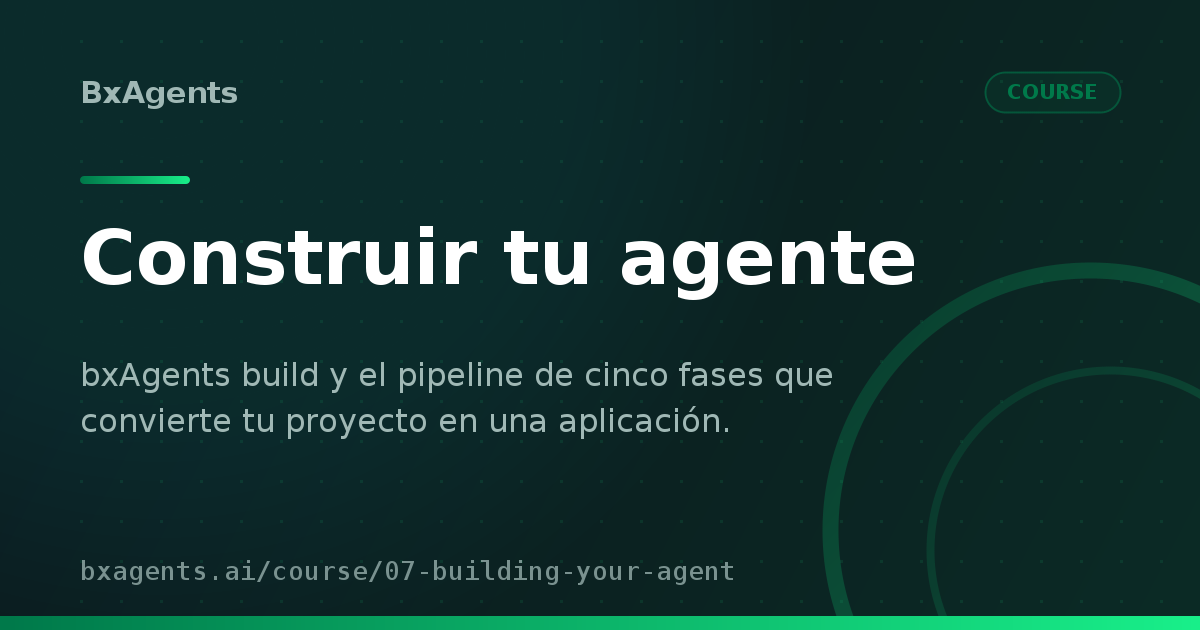 BxAgents
COURSE
Construir tu agente
bxAgents build y el pipeline de cinco fases que
convierte tu proyecto en una aplicación.
bxagents.ai/course/07-building-your-agent